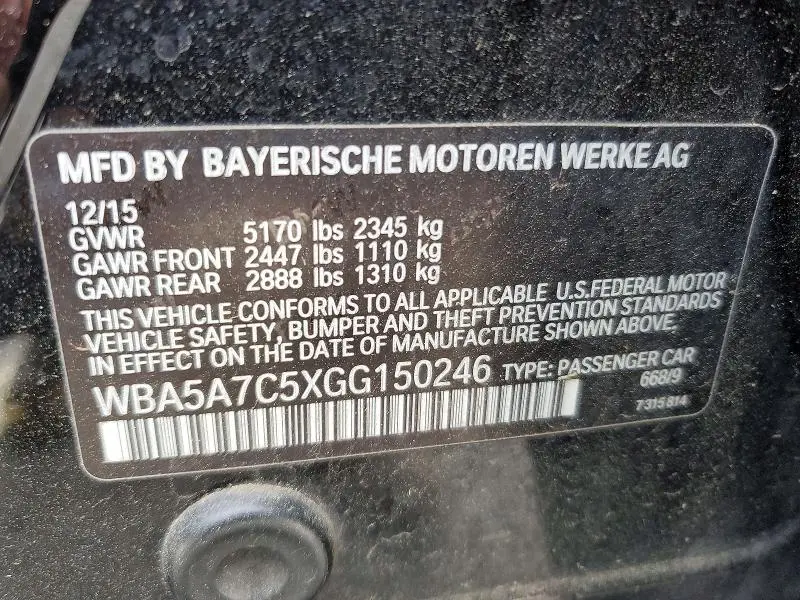 MFD BY BAYERISCHE MOTOREN WERKE AG
12/15
GVWR 5170 lbs 2345 kg
GAWR FRONT 2447 lbs 1110 kg
GAWR REAR 2888 lbs 1310 kg
THIS VEHICLE CONFORMS TO ALL APPLICABLE U.S.FEDERAL MOTOR
VEHICLE SAFETY, BUMPER AND THEFT PREVENTION STANDARDS
IN EFFECT ON THE DATE OF MANUFACTURE SHOWN ABOVE.
WBA5A7C5XGG150246 TYPE: PASSENGER CAR
668/9
7 315 814